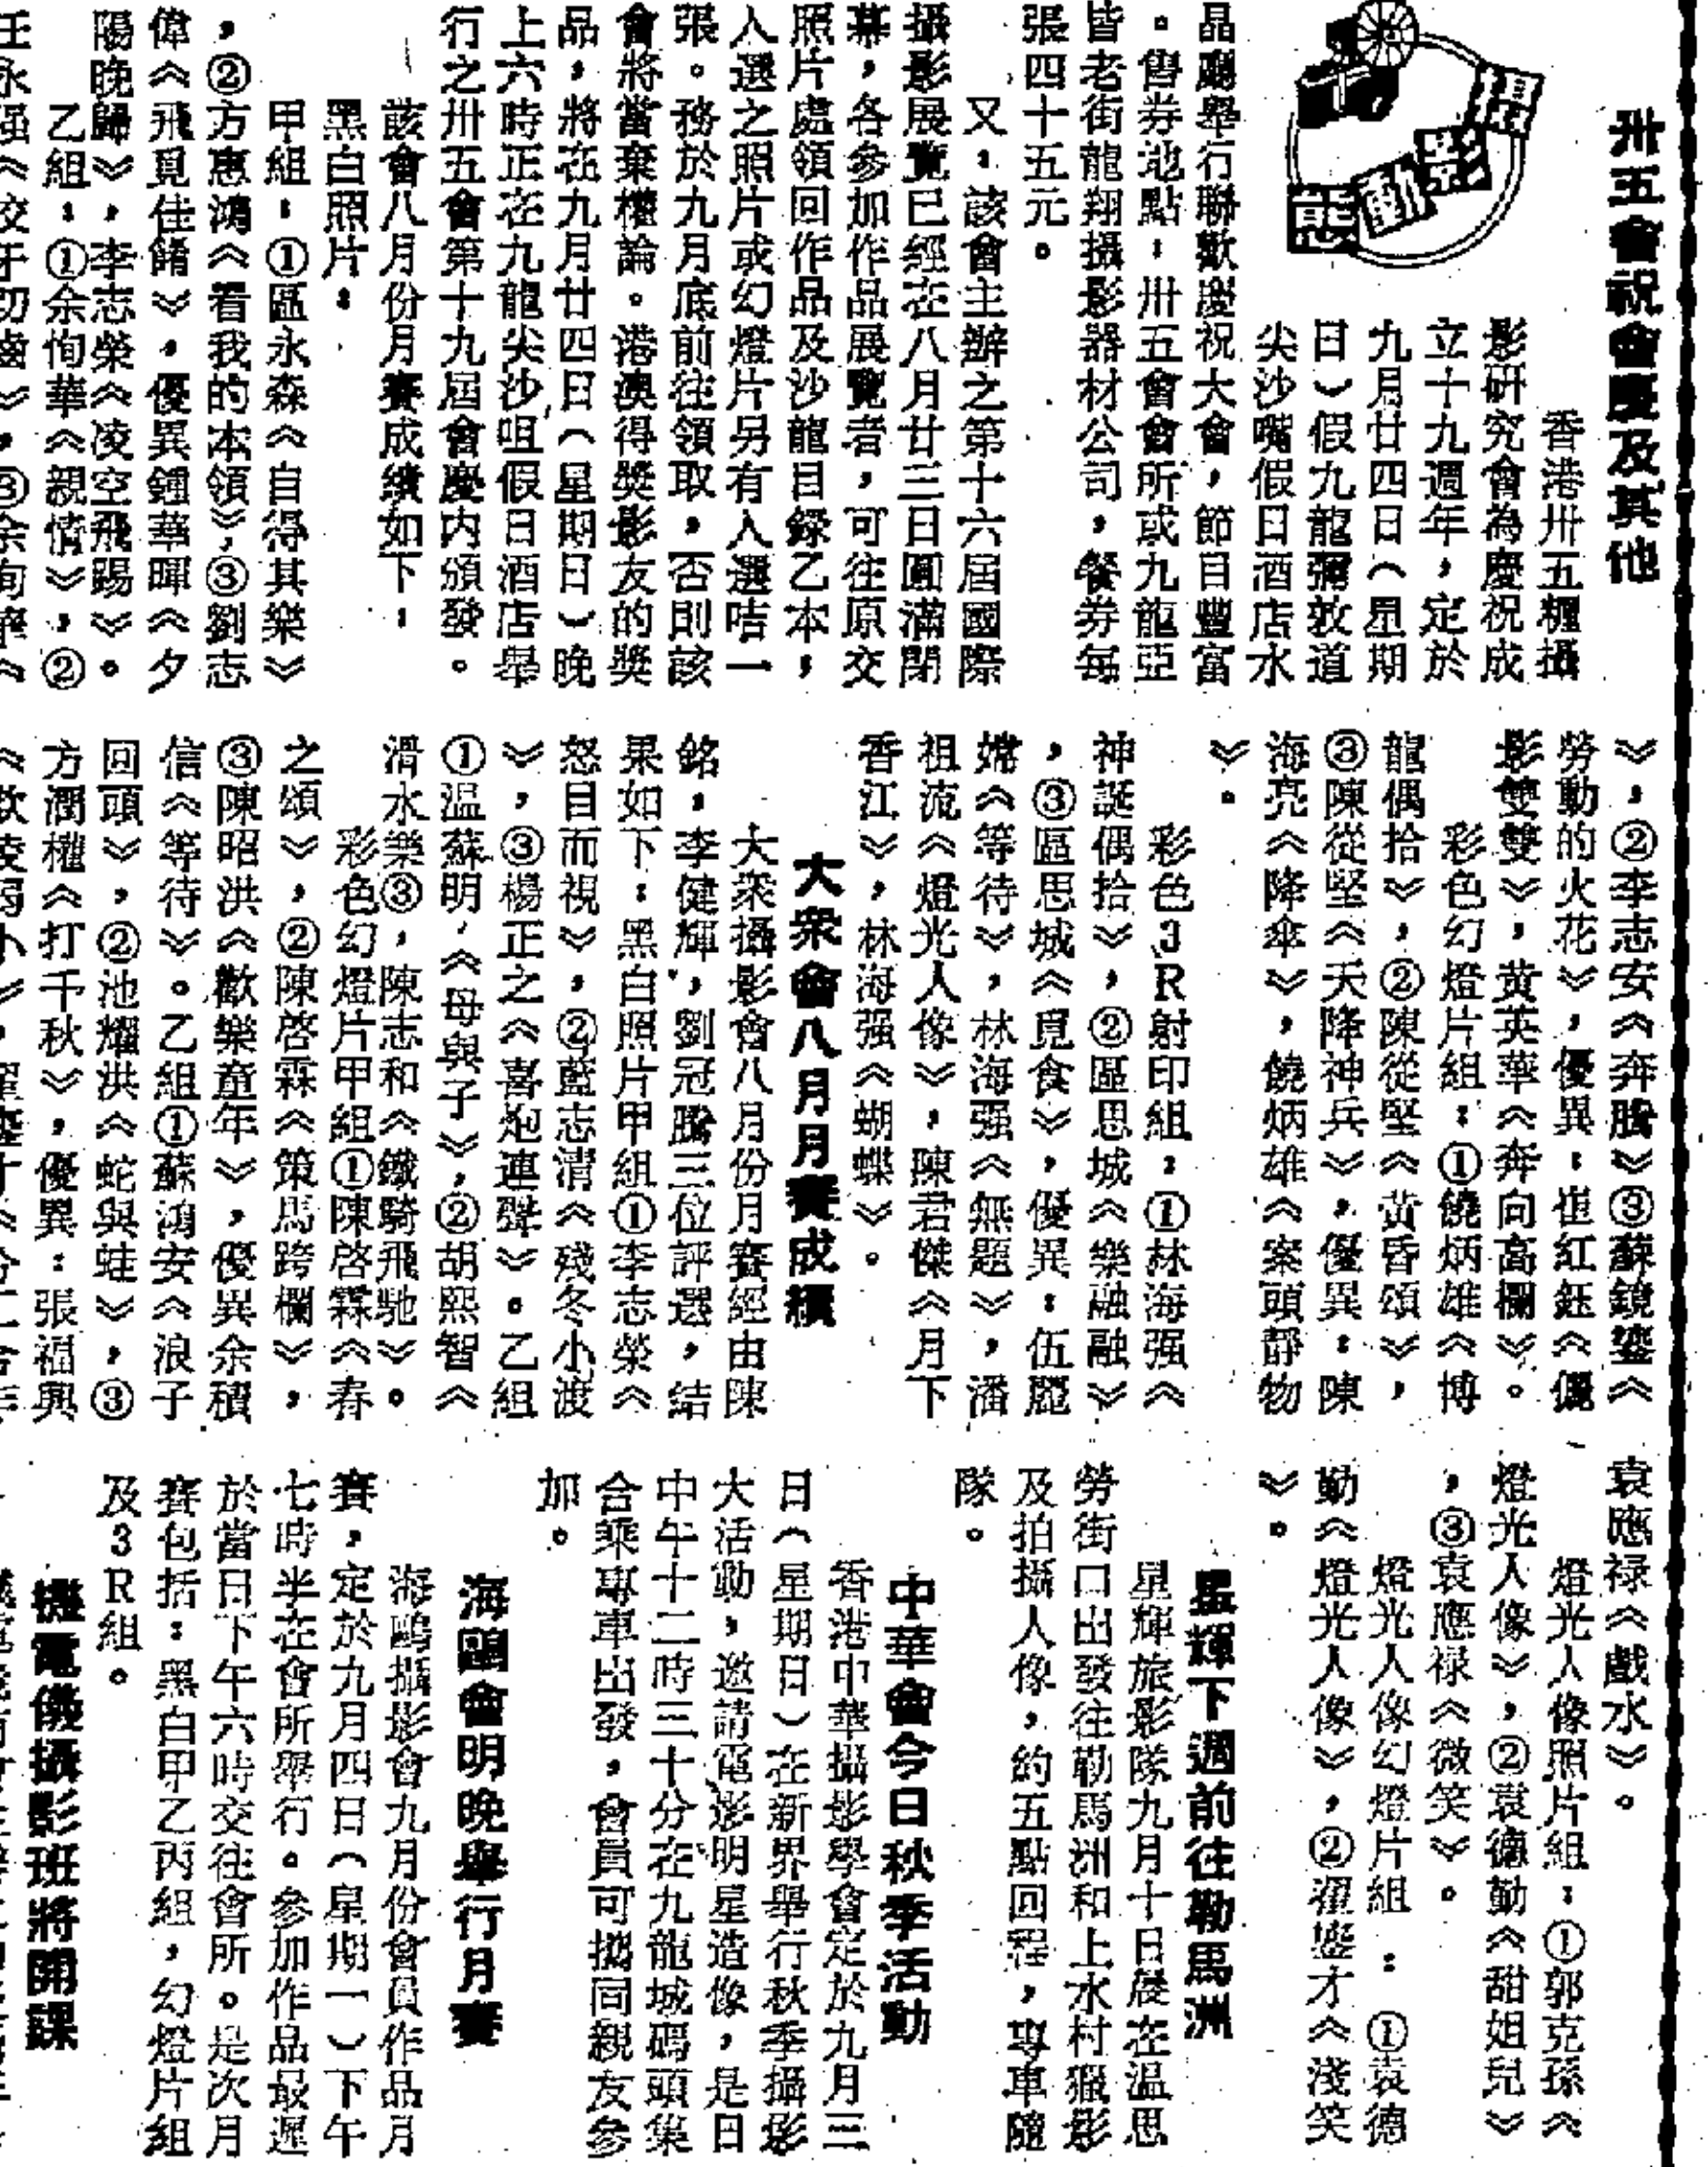 卅五會祝會慶及其他
影動態
香港卅五糎攝
影研究會為慶祝成
立十九週年，定於
九月廿四日（星期
日）假九龍彌敦道
尖沙嘴假日酒店水
晶廳舉行聯歡慶祝大會，節目豐富
。售券地點：卅五會會所或九龍亞
皆老街龍翔攝影器材公司，餐券每
張四十五元。
又：該會主辦之第十六屆國際
攝影展覽已經在八月廿三日圓滿閉
幕，各參加作品展覽者，可往原交
照片處領回作品及沙龍目錄乙本，
入選之照片或幻燈片另有入選咭一
張。務於九月底前往領取，否則該
會將當棄權論。港澳得獎影友的獎
品，將在九月廿四日（星期日）晚
上六時正在九龍尖沙咀假日酒店舉
行之卅五會第十九屆會慶內頒發。
該會八月份月賽成績如下：
黑白照片：
甲組：①區永森《自得其樂》
，②方惠鴻《看我的本領》，③劉志
偉《飛覓佳餚》，優異鍾華暉《夕
陽晚歸》，李志榮《凌空飛踢》。
乙組：①余恂華《親情》，②
任永强《咬牙切齒》，③余恂華《
》，②李志安《奔騰》③蘇鏡鎏《
勞動的火花》，優異：崔紅鈺《儷
影雙雙》，黄英華《奔向高欄》。
彩色幻燈片組：①饒炳雄《博
龍偶拾》，②陳從堅《黃昏頌》，
③陳從堅《天降神兵》，優異：陳
海亮《降傘》，饒炳雄《案頭靜物
》。
彩色3R射印組：①林海强《
神誕偶拾》，②區思城《樂融融》
，③區思城《覓食》，優異：伍麗
嫦《等待》，林海强《無題》，潘
祖流《燈光人像》，陳君傑《月下
香江》，林海强《蝴蝶》。
大衆會八月月賽成績
大衆攝影會八月份月賽經由陳
銘，李健輝，劉冠騰三位評選，結
果如下：黑白照片甲組①李志榮《
怒目而視》，②藍志清《殘冬小渡
》，③楊正之《喜炮連聲》。乙組
①温蘇明《母與子》，②胡熙智《
滑水樂③，陳志和《鐵騎飛馳》。
彩色幻燈片甲組①陳啓霖《春
之頌》，②陳啓霖《策馬跨欄》，
③陳昭洪《歡樂童年》，優異余積
信《等待》。乙組①蘇鴻安《浪子
回頭》，②池耀洪《蛇與蛙》，③
方潤權《打千秋》，優異：張福興
袁應禄《戲水》。
燈光人像照片組：①郭克孫《
燈光人像》，②袁德勤《甜姐兒》
，③袁應禄《微笑》。
燈光人像幻燈片組：①袁德
勤《燈光人像》，②翟鎏才《淺笑
》。
星輝下週前往勒馬洲
星輝旅影隊九月十日晨在温思
勞街口出發往勒馬洲和上水村獵影
及拍攝人像，約五點回程，專車隨
隊。
中華會今日秋季活動
香港中華攝影學會定於九月三
日（星期日）在新界舉行秋季攝影
大活動，邀請電影明星造像，是日
中午十二時三十分在九龍城碼頭集
合乘專車出發，會員可攜同親友參
加。
海鷗會明晚舉行月賽
海鷗攝影會九月份會員作品月
賽，定於九月四日（星期一）下午
七時半在會所舉行。參加作品最遲
於當日下午六時交往會所。是次月
賽包括：黑白甲乙丙組，幻燈片組
及3R組。
攝影班將開課